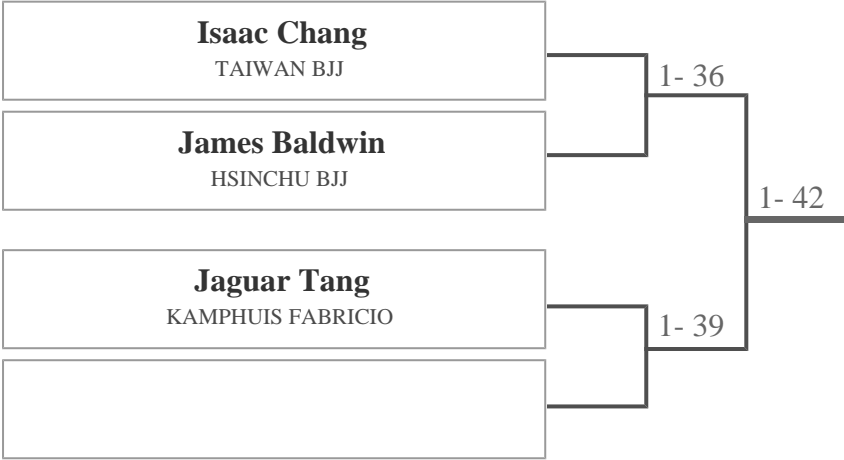 Isaac Chang
TAIWAN BJJ
1- 36
James Baldwin
HSINCHU BJJ
1- 42
Jaguar Tang
KAMPHUIS FABRICIO
1- 39